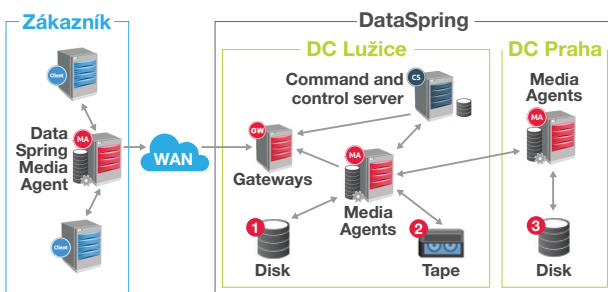 Zákazník
DataSpring
DC Lužice
DC Praha
Client
Data
Spring
Media
Agent
MA
Client
WAN
GW
Gateways
Command and
control server
CS
MA
Media
Agents
1
Disk
2
Tape
Media
Agents
MA
3
Disk